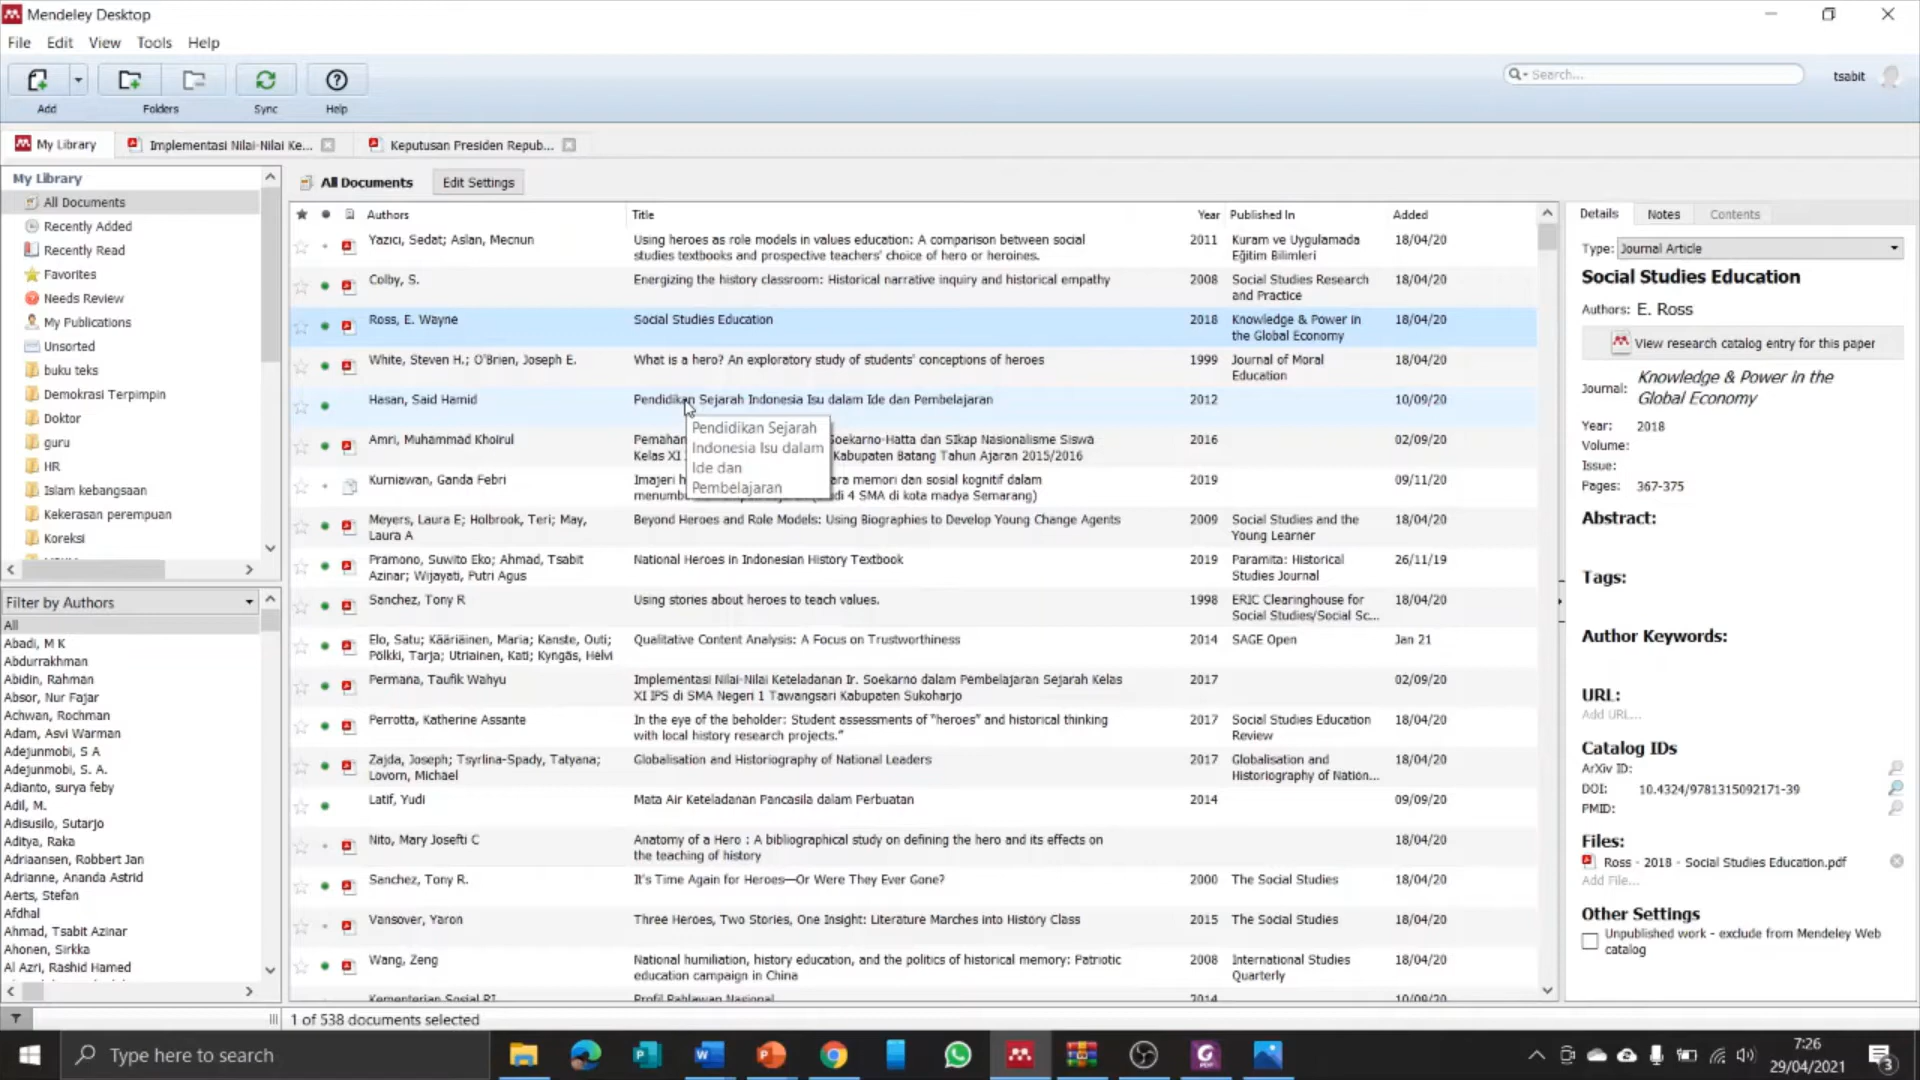 Mendeley Desktop
File Edit View Tools Help
Add Folders Sync Help
Search...
tsabit
My Library
Implementasi Nilai-Nilai Ke...
Keputusan Presiden Repub...
My Library
All Documents
Recently Added
Recently Read
Favorites
Needs Review
My Publications
Unsorted
buku teks
Demokrasi Terpimpin
Doktor
guru
HR
Islam kebangsaan
Kekerasan perempuan
Koreksi
Filter by Authors
All
Abadi, M K
Abdurrakhman
Abidin, Rahman
Absor, Nur Fajar
Achwan, Rochman
Adam, Asvi Warman
Adejunmobi, S A
Adejunmobi, S. A.
Adianto, surya feby
Adil, M.
Adisusilo, Sutarjo
Aditya, Raka
Adriaansen, Robbert Jan
Adrianne, Ananda Astrid
Aerts, Stefan
Afdhal
Ahmad, Tsabit Azinar
Ahonen, Sirkka
Al Azri, Rashid Hamed
All Documents
Edit Settings
Authors Title Year Published In Added
Yazıcı, Sedat; Aslan, Mecnun Using heroes as role models in values education: A comparison between social 2011 Kuram ve Uygulamada 18/04/20
studies textbooks and prospective teachers' choice of hero or heroines. Eğitim Bilimleri
Colby, S. Energizing the history classroom: Historical narrative inquiry and historical empathy 2008 Social Studies Research 18/04/20
and Practice
Ross, E. Wayne Social Studies Education 2018 Knowledge & Power in 18/04/20
the Global Economy
White, Steven H.; O'Brien, Joseph E. What is a hero? An exploratory study of students' conceptions of heroes 1999 Journal of Moral 18/04/20
Education
Hasan, Said Hamid Pendidikan Sejarah Indonesia Isu dalam Ide dan Pembelajaran 2012 10/09/20
Pendidikan Sejarah
Indonesia Isu dalam
Ide dan
Pembelajaran
Amri, Muhammad Khoirul Pemahan Soekarno-Hatta dan SIkap Nasionalisme Siswa 2016 02/09/20
Kelas XI Kabupaten Batang Tahun Ajaran 2015/2016
Kurniawan, Ganda Febri Imajeri h ara memori dan sosial kognitif dalam 2019 09/11/20
menumb di 4 SMA di kota madya Semarang)
Meyers, Laura E; Holbrook, Teri; May, Beyond Heroes and Role Models: Using Biographies to Develop Young Change Agents 2009 Social Studies and the 18/04/20
Laura A Young Learner
Pramono, Suwito Eko; Ahmad, Tsabit National Heroes in Indonesian History Textbook 2019 Paramita: Historical 26/11/19
Azinar; Wijayati, Putri Agus Studies Journal
Sanchez, Tony R Using stories about heroes to teach values. 1998 ERIC Clearinghouse for 18/04/20
Social Studies/Social Sc...
Elo, Satu; Kääriäinen, Maria; Kanste, Outi; Qualitative Content Analysis: A Focus on Trustworthiness 2014 SAGE Open Jan 21
Pölkki, Tarja; Utriainen, Kati; Kyngäs, Helvi
Permana, Taufik Wahyu Implementasi Nilai-Nilai Keteladanan Ir. Soekarno dalam Pembelajaran Sejarah Kelas 2017 02/09/20
XI IPS di SMA Negeri 1 Tawangsari Kabupaten Sukoharjo
Perrotta, Katherine Assante In the eye of the beholder: Student assessments of "heroes" and historical thinking 2017 Social Studies Education 18/04/20
with local history research projects." Review
Zajda, Joseph; Tsyrlina-Spady, Tatyana; Globalisation and Historiography of National Leaders 2017 Globalisation and 18/04/20
Lovorn, Michael Historiography of Nation...
Latif, Yudi Mata Air Keteladanan Pancasila dalam Perbuatan 2014 09/09/20
Nito, Mary Josefti C Anatomy of a Hero : A bibliographical study on defining the hero and its effects on 18/04/20
the teaching of history
Sanchez, Tony R. It's Time Again for Heroes—Or Were They Ever Gone? 2000 The Social Studies 18/04/20
Vansover, Yaron Three Heroes, Two Stories, One Insight: Literature Marches into History Class 2015 The Social Studies 18/04/20
Wang, Zeng National humiliation, history education, and the politics of historical memory: Patriotic 2008 International Studies 18/04/20
education campaign in China Quarterly
Kementerian Sosial RI Profil Pahlawan Nasional 2014 10/09/20
Details Notes Contents
Type: Journal Article
Social Studies Education
Authors: E. Ross
View research catalog entry for this paper
Journal: Knowledge & Power in the
Global Economy
Year: 2018
Volume:
Issue:
Pages: 367-375
Abstract:
Tags:
Author Keywords:
URL:
Add URL...
Catalog IDs
ArXiv ID:
DOI: 10.4324/9781315092171-39
PMID:
Files:
Ross - 2018 - Social Studies Education.pdf
Add File...
Other Settings
Unpublished work - exclude from Mendeley Web
catalog
1 of 538 documents selected
Type here to search
7:26
29/04/2021
3